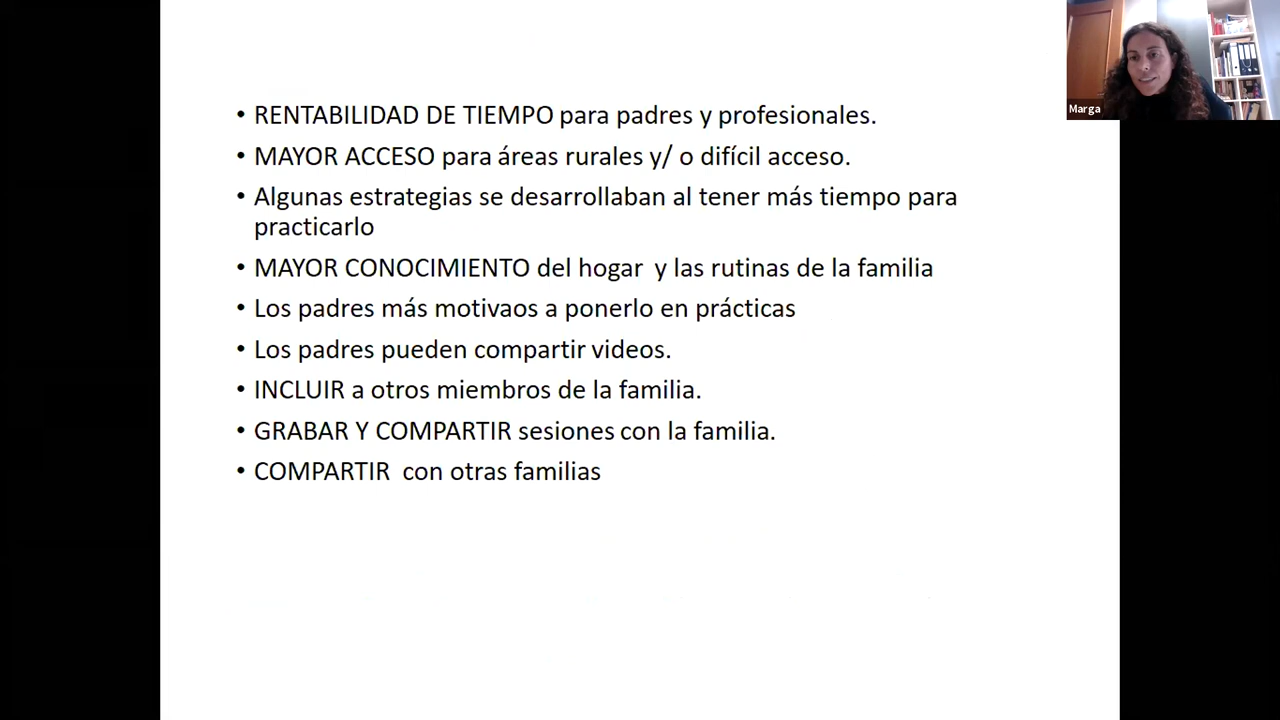 • RENTABILIDAD DE TIEMPO para padres y profesionales.
• MAYOR ACCESO para áreas rurales y/ o difícil acceso.
• Algunas estrategias se desarrollaban al tener más tiempo para
practicarlo
• MAYOR CONOCIMIENTO del hogar  y las rutinas de la familia
• Los padres más motivaos a ponerlo en prácticas
• Los padres pueden compartir videos.
• INCLUIR a otros miembros de la familia.
• GRABAR Y COMPARTIR sesiones con la familia.
• COMPARTIR  con otras familias
Marga